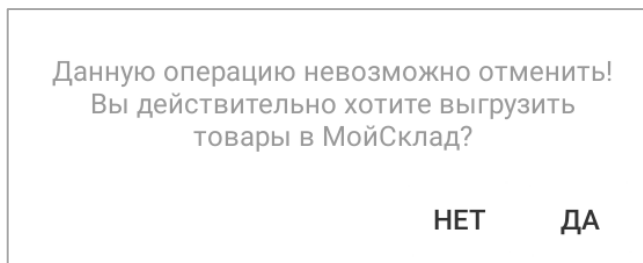 Данную операцию невозможно отменить!
Вы действительно хотите выгрузить
товары в МойСклад?
НЕТ ДА